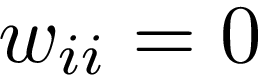 w_{ii} = 0